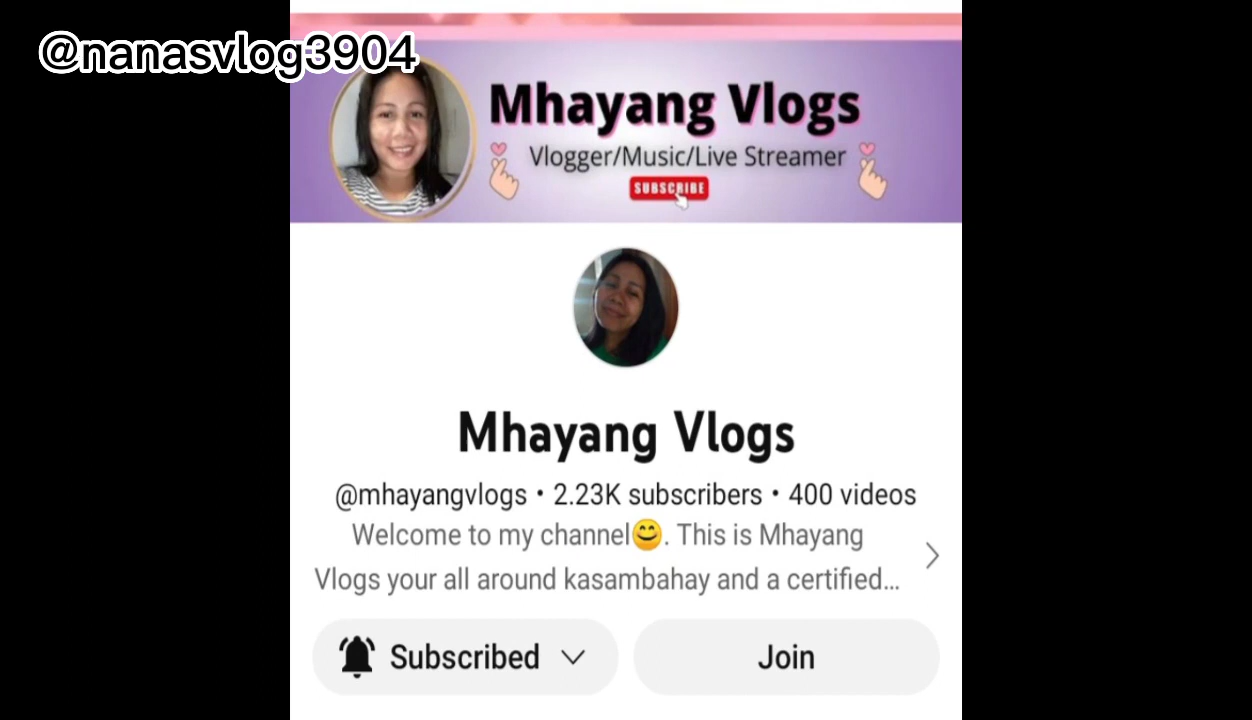 @nanasvlog3904
Mhayang Vlogs
Vlogger/Music/Live Streamer
SUBSCRIBE
Mhayang Vlogs
@mhayangvlogs • 2.23K subscribers • 400 videos
Welcome to my channel😊. This is Mhayang
Vlogs your all around kasambahay and a certified...
Subscribed
Join